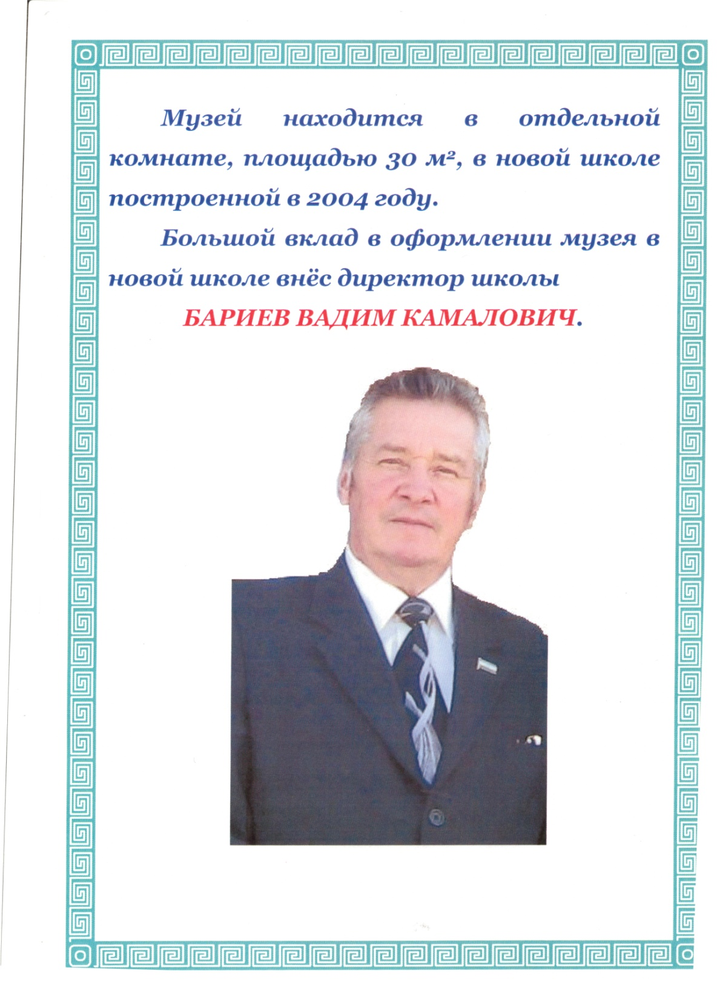 Музей находится в отдельной
комнате, площадью 30 м², в новой школе
построенной в 2004 году.
Большой вклад в оформлении музея в
новой школе внёс директор школы
БАРИЕВ ВАДИМ КАМАЛОВИЧ.